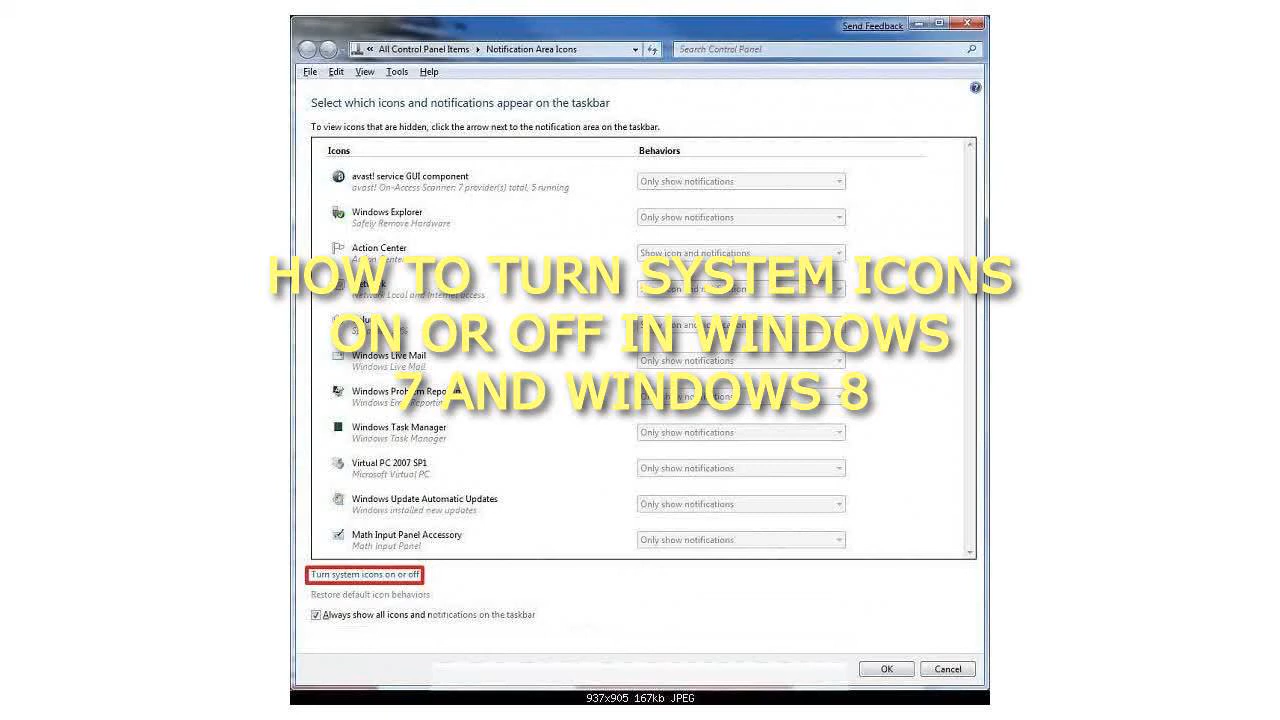 Send Feedback
« All Control Panel Items ▸ Notification Area Icons
Search Control Panel
File Edit View Tools Help
Select which icons and notifications appear on the taskbar
To view icons that are hidden, click the arrow next to the notification area on the taskbar.
Icons Behaviors
avast! service GUI component Only show notifications
avast! On-Access Scanner: 7 provider(s) total, 5 running
Windows Explorer Only show notifications
Safely Remove Hardware
Action Center Show icon and notifications
HOW TO TURN SYSTEM ICONS
Network Local and Internet access
ON OR OFF IN WINDOWS
Windows Live Mail Only show notifications
Windows Live Mail
7 AND WINDOWS 8
Windows Task Manager Only show notifications
Windows Task Manager
Virtual PC 2007 SP1 Only show notifications
Microsoft Virtual PC
Windows Update Automatic Updates Only show notifications
Windows installed new updates
Math Input Panel Accessory Only show notifications
Math Input Panel
Turn system icons on or off
Restore default icon behaviors
Always show all icons and notifications on the taskbar
OK Cancel
937x905 167kb JPEG